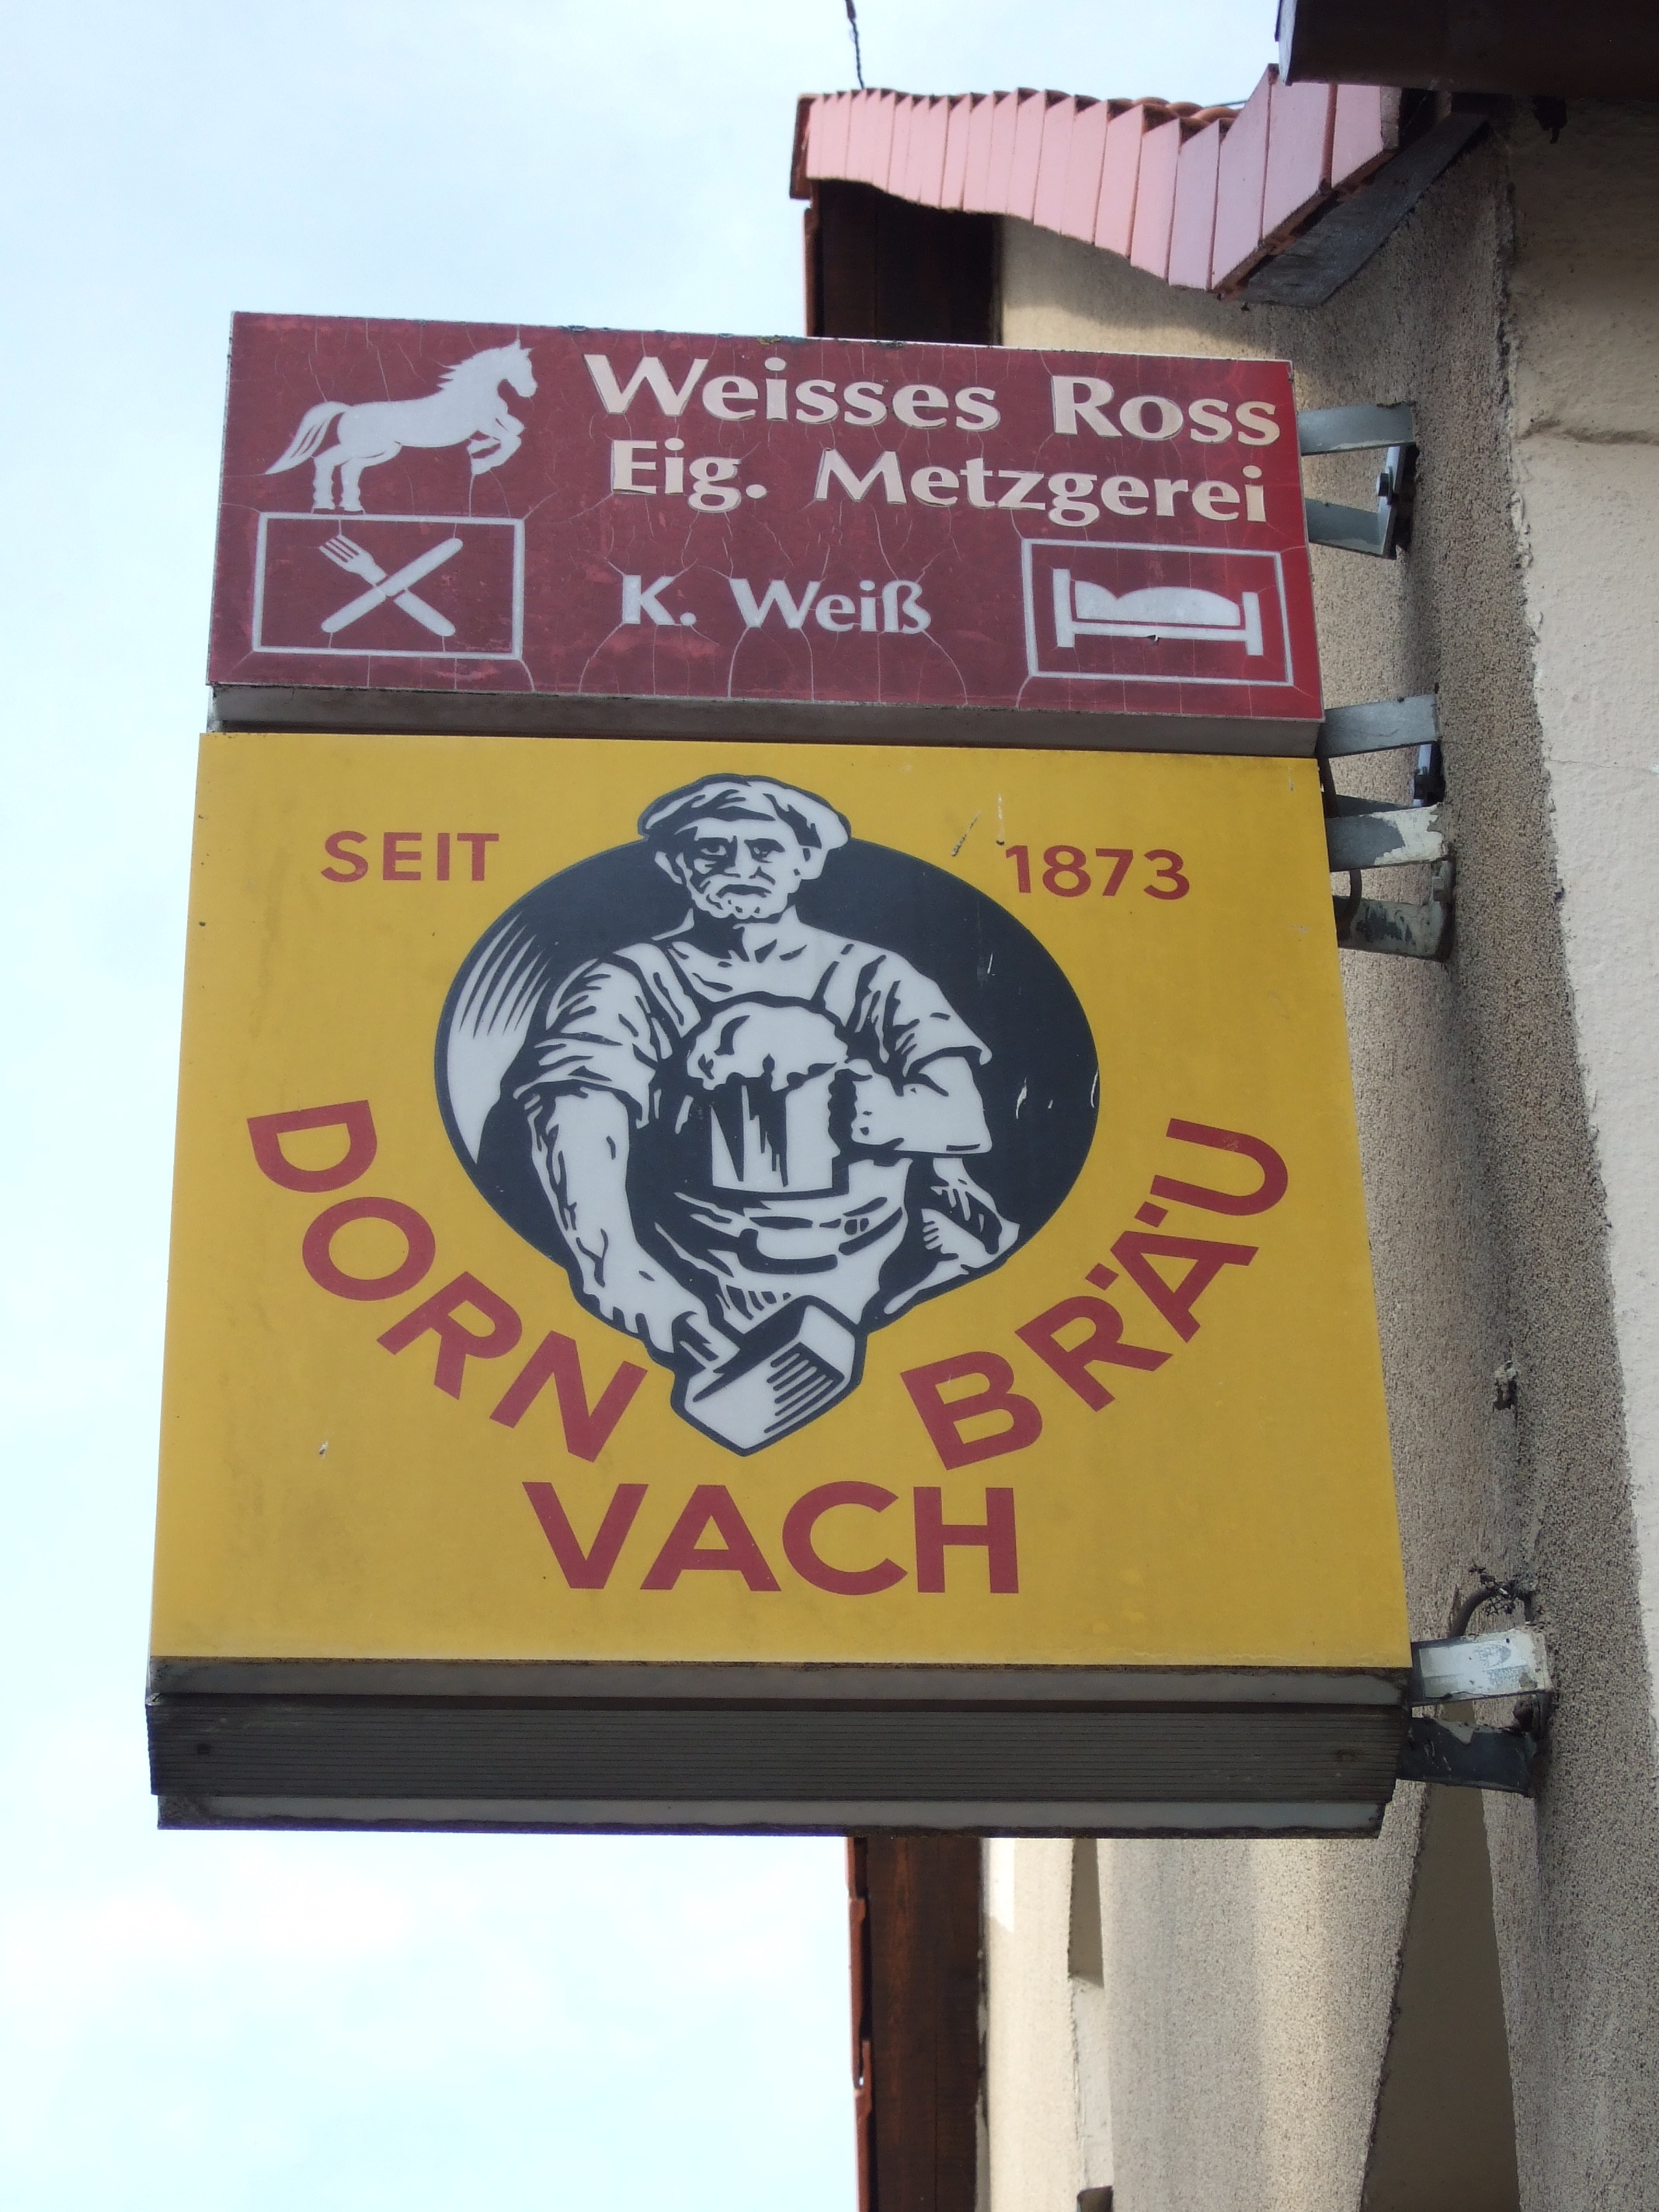 Weisses Ross
Eig. Metzgerei
K. Weiß
SEIT 1873
DORN BRÄU
VACH